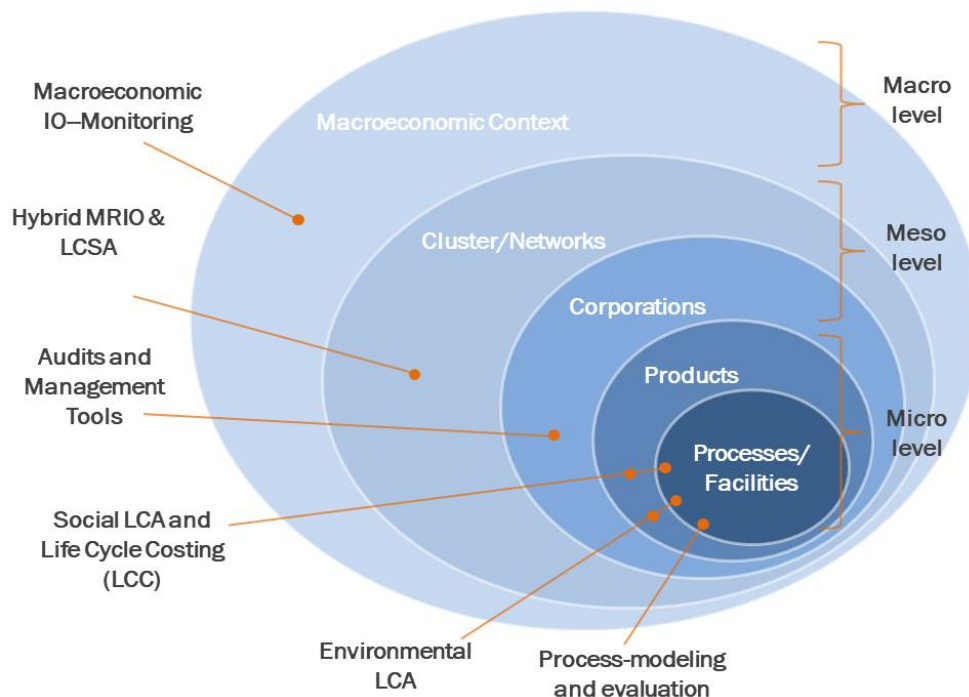 Macroeconomic
IO--Monitoring
Macroeconomic Context
Macro
level
Hybrid MRIO &
LCSA
Cluster/Networks
Meso
level
Corporations
Audits and
Management
Tools
Products
Micro
level
Processes/
Facilities
Social LCA and
Life Cycle Costing
(LCC)
Environmental
LCA
Process-modeling
and evaluation